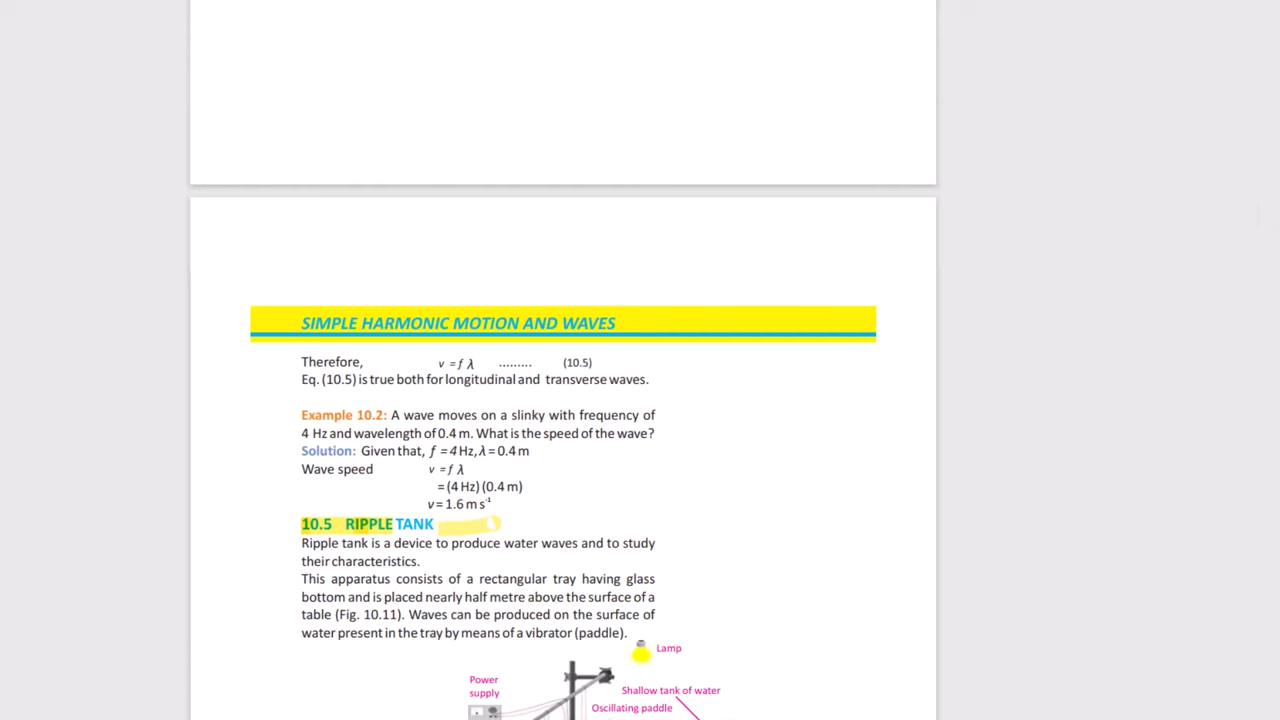 SIMPLE HARMONIC MOTION AND WAVES
Therefore, v = f λ ......... (10.5)
Eq. (10.5) is true both for longitudinal and transverse waves.
Example 10.2: A wave moves on a slinky with frequency of
4 Hz and wavelength of 0.4 m. What is the speed of the wave?
Solution: Given that, f = 4 Hz, λ = 0.4 m
Wave speed v = f λ
= (4 Hz) (0.4 m)
v = 1.6 m s⁻¹
10.5 RIPPLE TANK
Ripple tank is a device to produce water waves and to study
their characteristics.
This apparatus consists of a rectangular tray having glass
bottom and is placed nearly half metre above the surface of a
table (Fig. 10.11). Waves can be produced on the surface of
water present in the tray by means of a vibrator (paddle).
Lamp
Power
supply
Shallow tank of water
Oscillating paddle